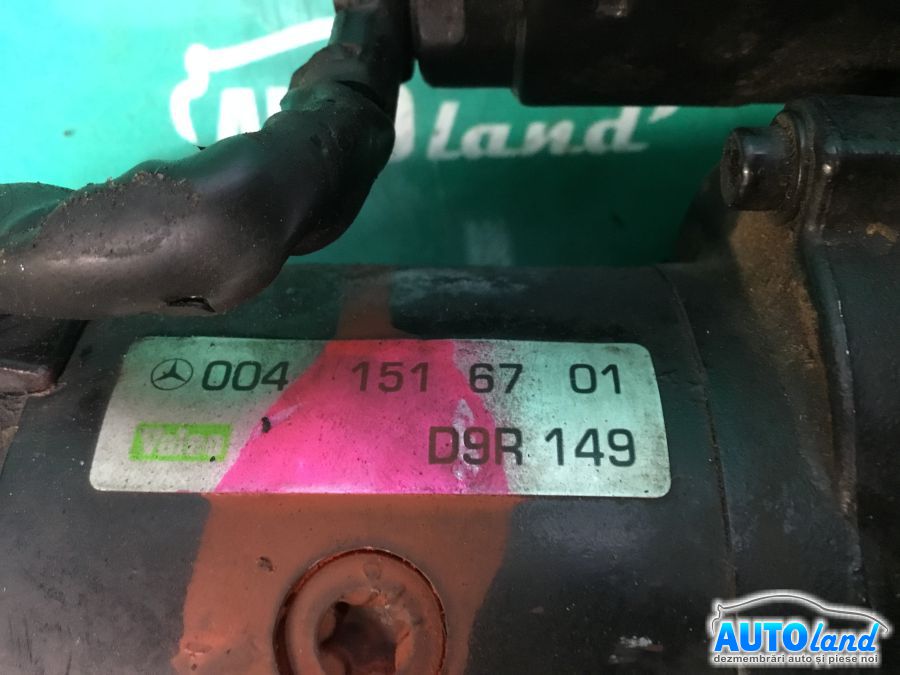 AUTOland
004 151 67 01
Valeo
D9R 149
AUTOland
dezmembrări auto și piese noi